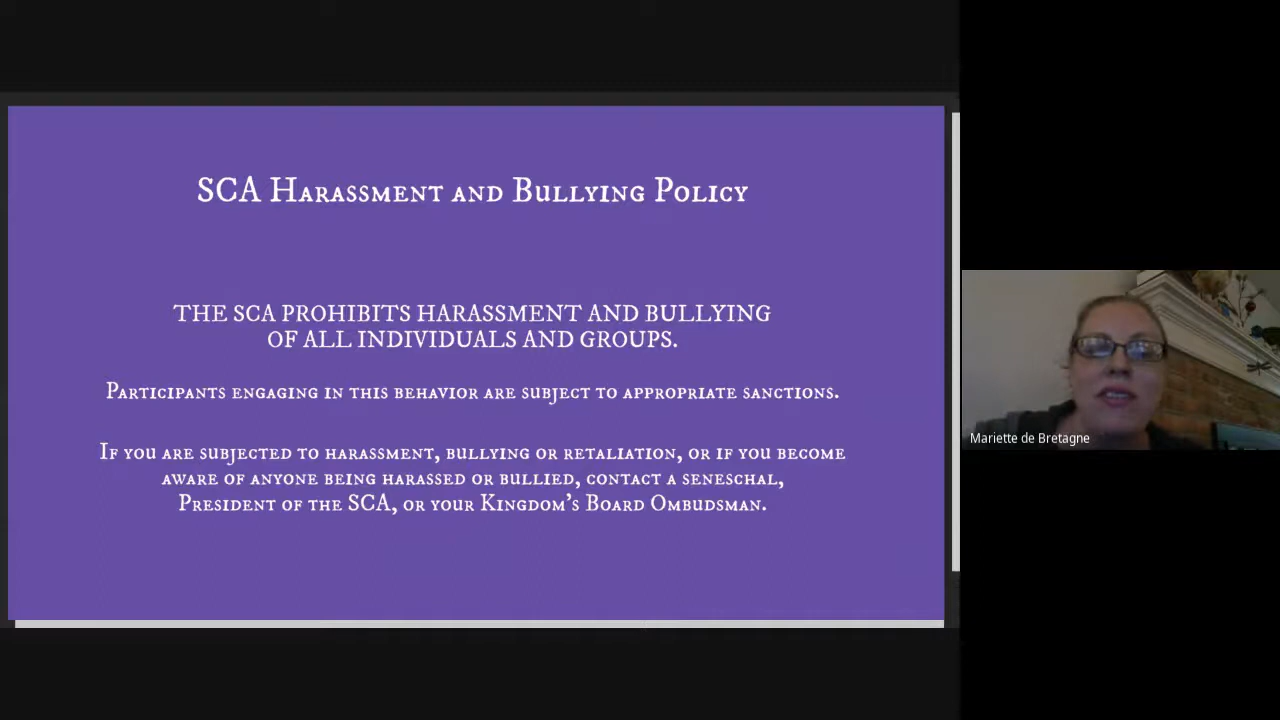 SCA Harassment and Bullying Policy
THE SCA PROHIBITS HARASSMENT AND BULLYING
OF ALL INDIVIDUALS AND GROUPS.
Participants engaging in this behavior are subject to appropriate sanctions.
If you are subjected to harassment, bullying or retaliation, or if you become
aware of anyone being harassed or bullied, contact a seneschal,
President of the SCA, or your Kingdom's Board Ombudsman.
Mariette de Bretagne